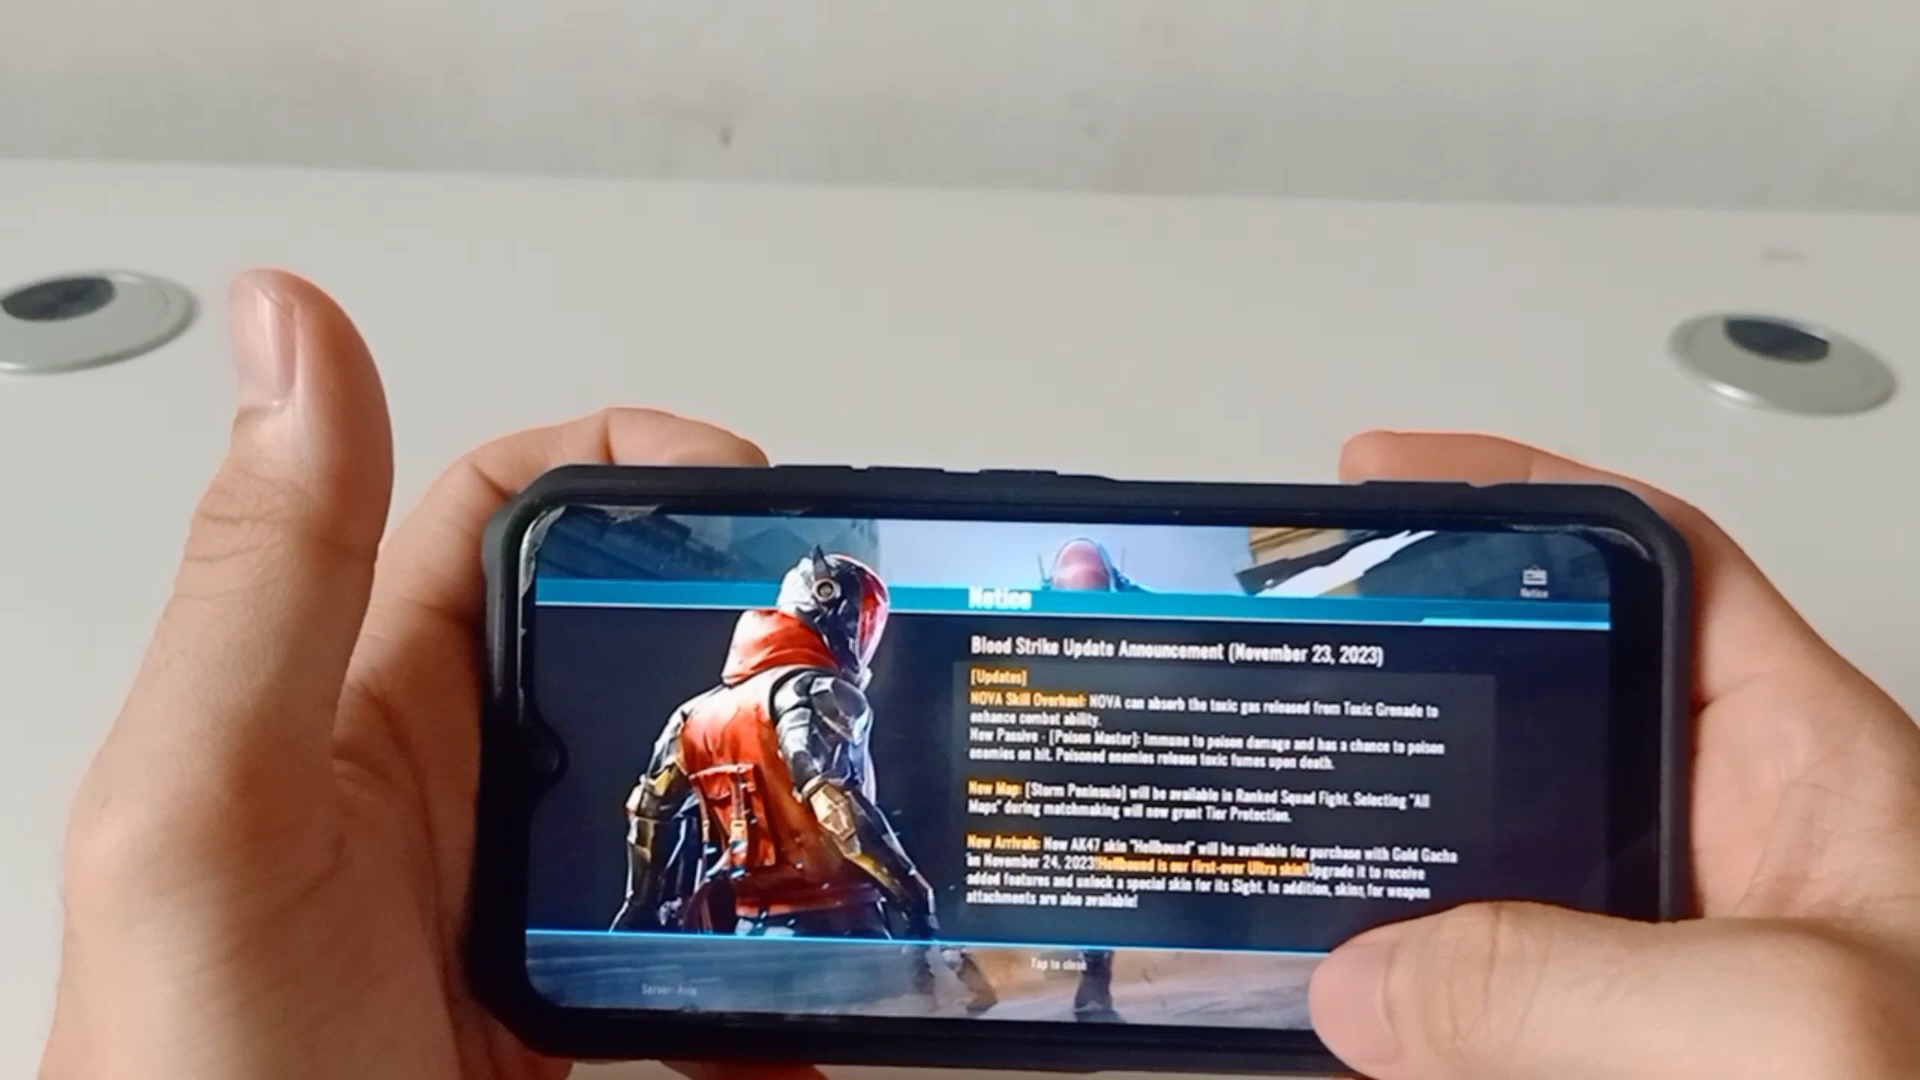 Notice
Notice
Blood Strike Update Announcement (November 23, 2023)
[Updates]
NOVA Skill Overhaul: NOVA can absorb the toxic gas released from Toxic Grenade to
enhance combat ability.
New Passive - [Poison Master]: Immune to poison damage and has a chance to poison
enemies on hit. Poisoned enemies release toxic fumes upon death.
New Map: [Storm Peninsula] will be available in Ranked Squad Fight. Selecting "All
Maps" during matchmaking will now grant Tier Protection.
New Arrivals: New AK47 skin "Hellbound" will be available for purchase with Gold Gacha
on November 24, 2023!Hellbound is our first-ever Ultra skin!Upgrade it to receive
added features and unlock a special skin for its Sight. In addition, skins for weapon
attachments are also available!
Tap to close
Server: Asia